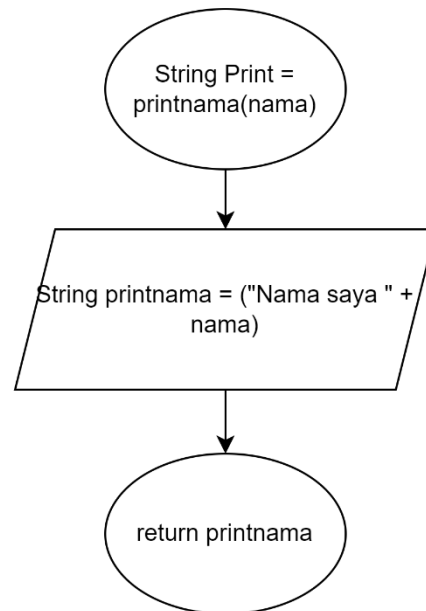 String Print =
printnama(nama)
String printnama = ("Nama saya " +
nama)
return printnama